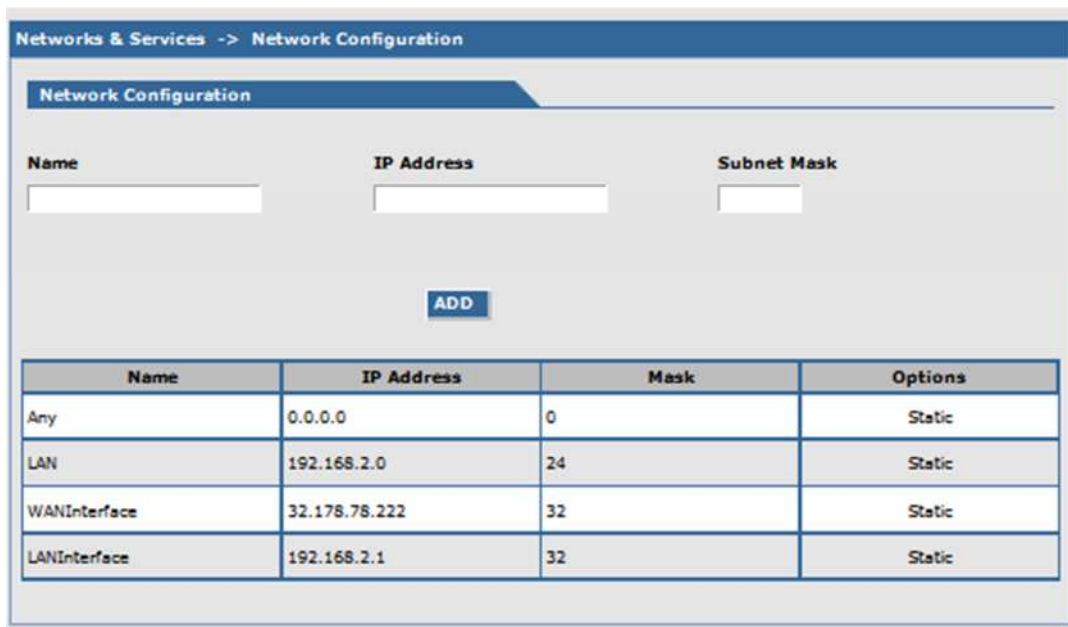 Networks & Services -> Network Configuration
Network Configuration
Name IP Address Subnet Mask
ADD
Name IP Address Mask Options
Any 0.0.0.0 0 Static
LAN 192.168.2.0 24 Static
WANInterface 32.178.78.222 32 Static
LANInterface 192.168.2.1 32 Static